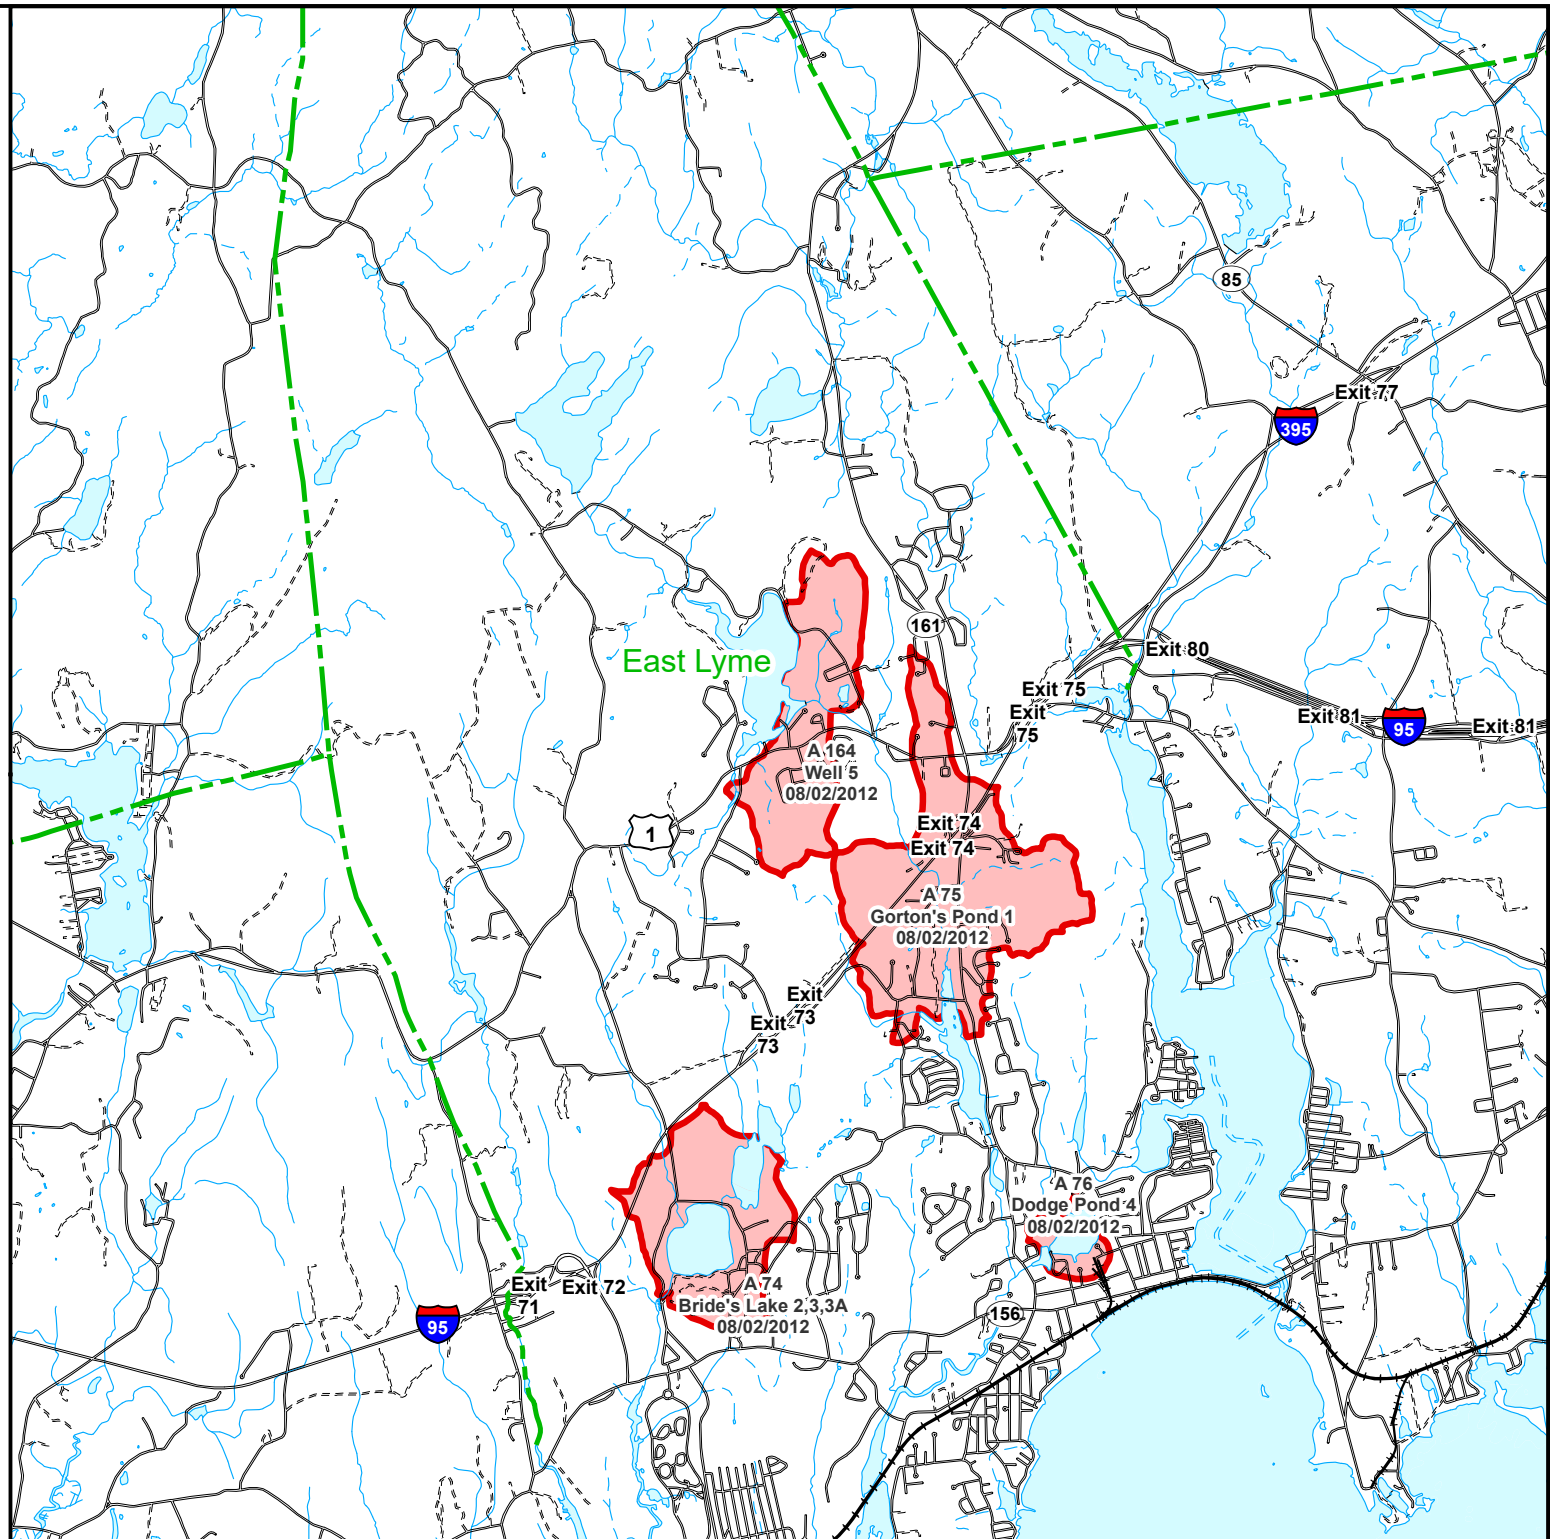 85
Exit 77
395
161
Exit 80
East Lyme
Exit 75
Exit
75
Exit 81
95
Exit 81
A 164
Well 5
08/02/2012
1
Exit 74
Exit 74
A 75
Gorton's Pond 1
08/02/2012
Exit
73
Exit
73
A 76
Dodge Pond 4
08/02/2012
Exit
71
Exit 72
A 74
Bride's Lake 2,3,3A
08/02/2012
95
156